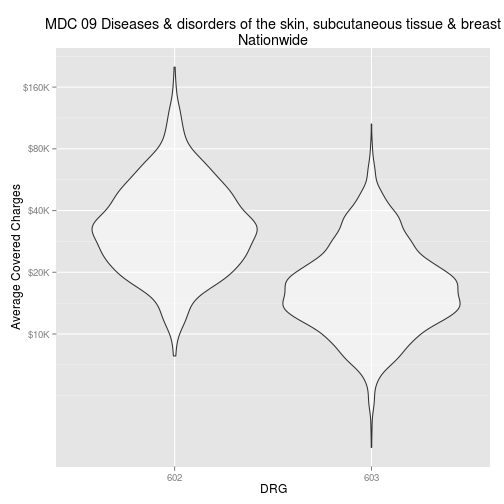 MDC 09 Diseases & disorders of the skin, subcutaneous tissue & breast
Nationwide
Average Covered Charges
$160K
$80K
$40K
$20K
$10K
602
603
DRG